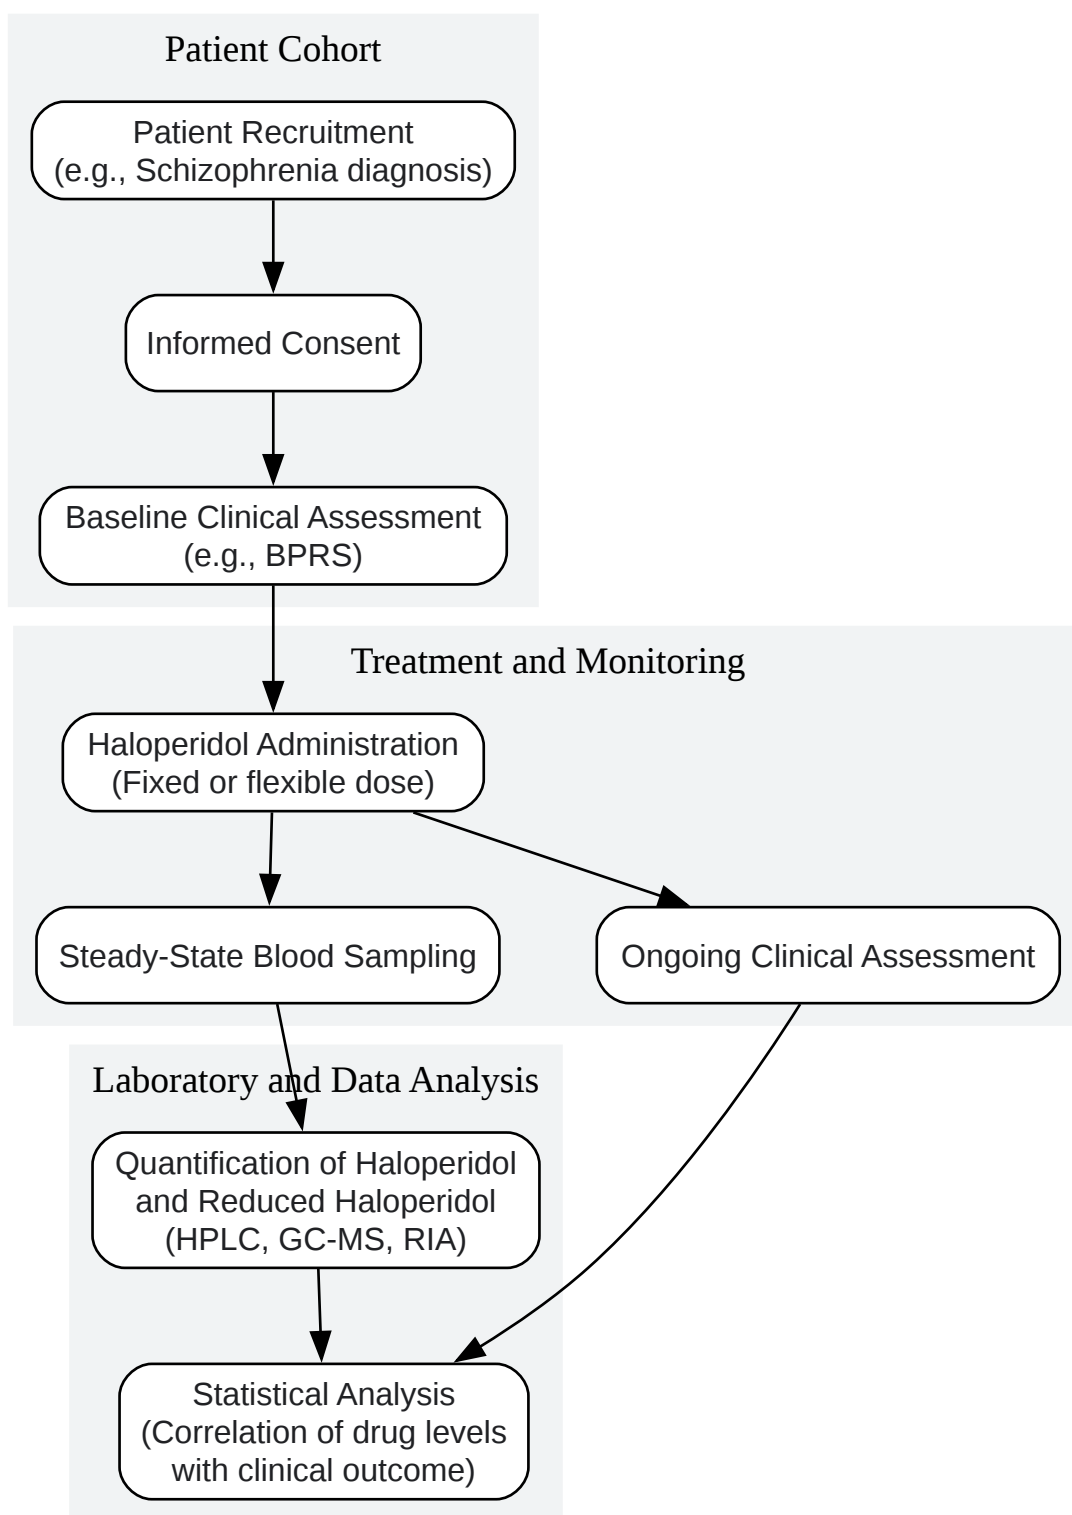 Patient Cohort
Patient Recruitment
(e.g., Schizophrenia diagnosis)
Informed Consent
Baseline Clinical Assessment
(e.g., BPRS)
Treatment and Monitoring
Haloperidol Administration
(Fixed or flexible dose)
Steady-State Blood Sampling
Ongoing Clinical Assessment
Laboratory and Data Analysis
Quantification of Haloperidol
and Reduced Haloperidol
(HPLC, GC-MS, RIA)
Statistical Analysis
(Correlation of drug levels
with clinical outcome)